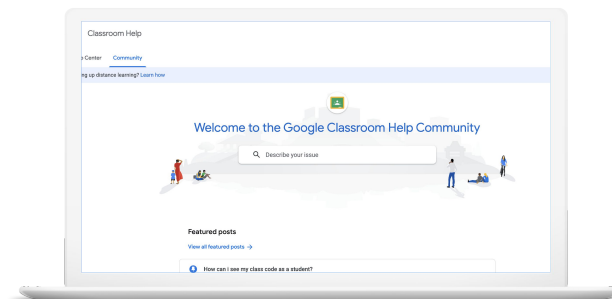 Classroom Help
Center
Community
ng up distance learning? Learn how
Welcome to the Google Classroom Help Community
Describe your issue
Featured posts
View all featured posts →
How can i see my class code as a student?